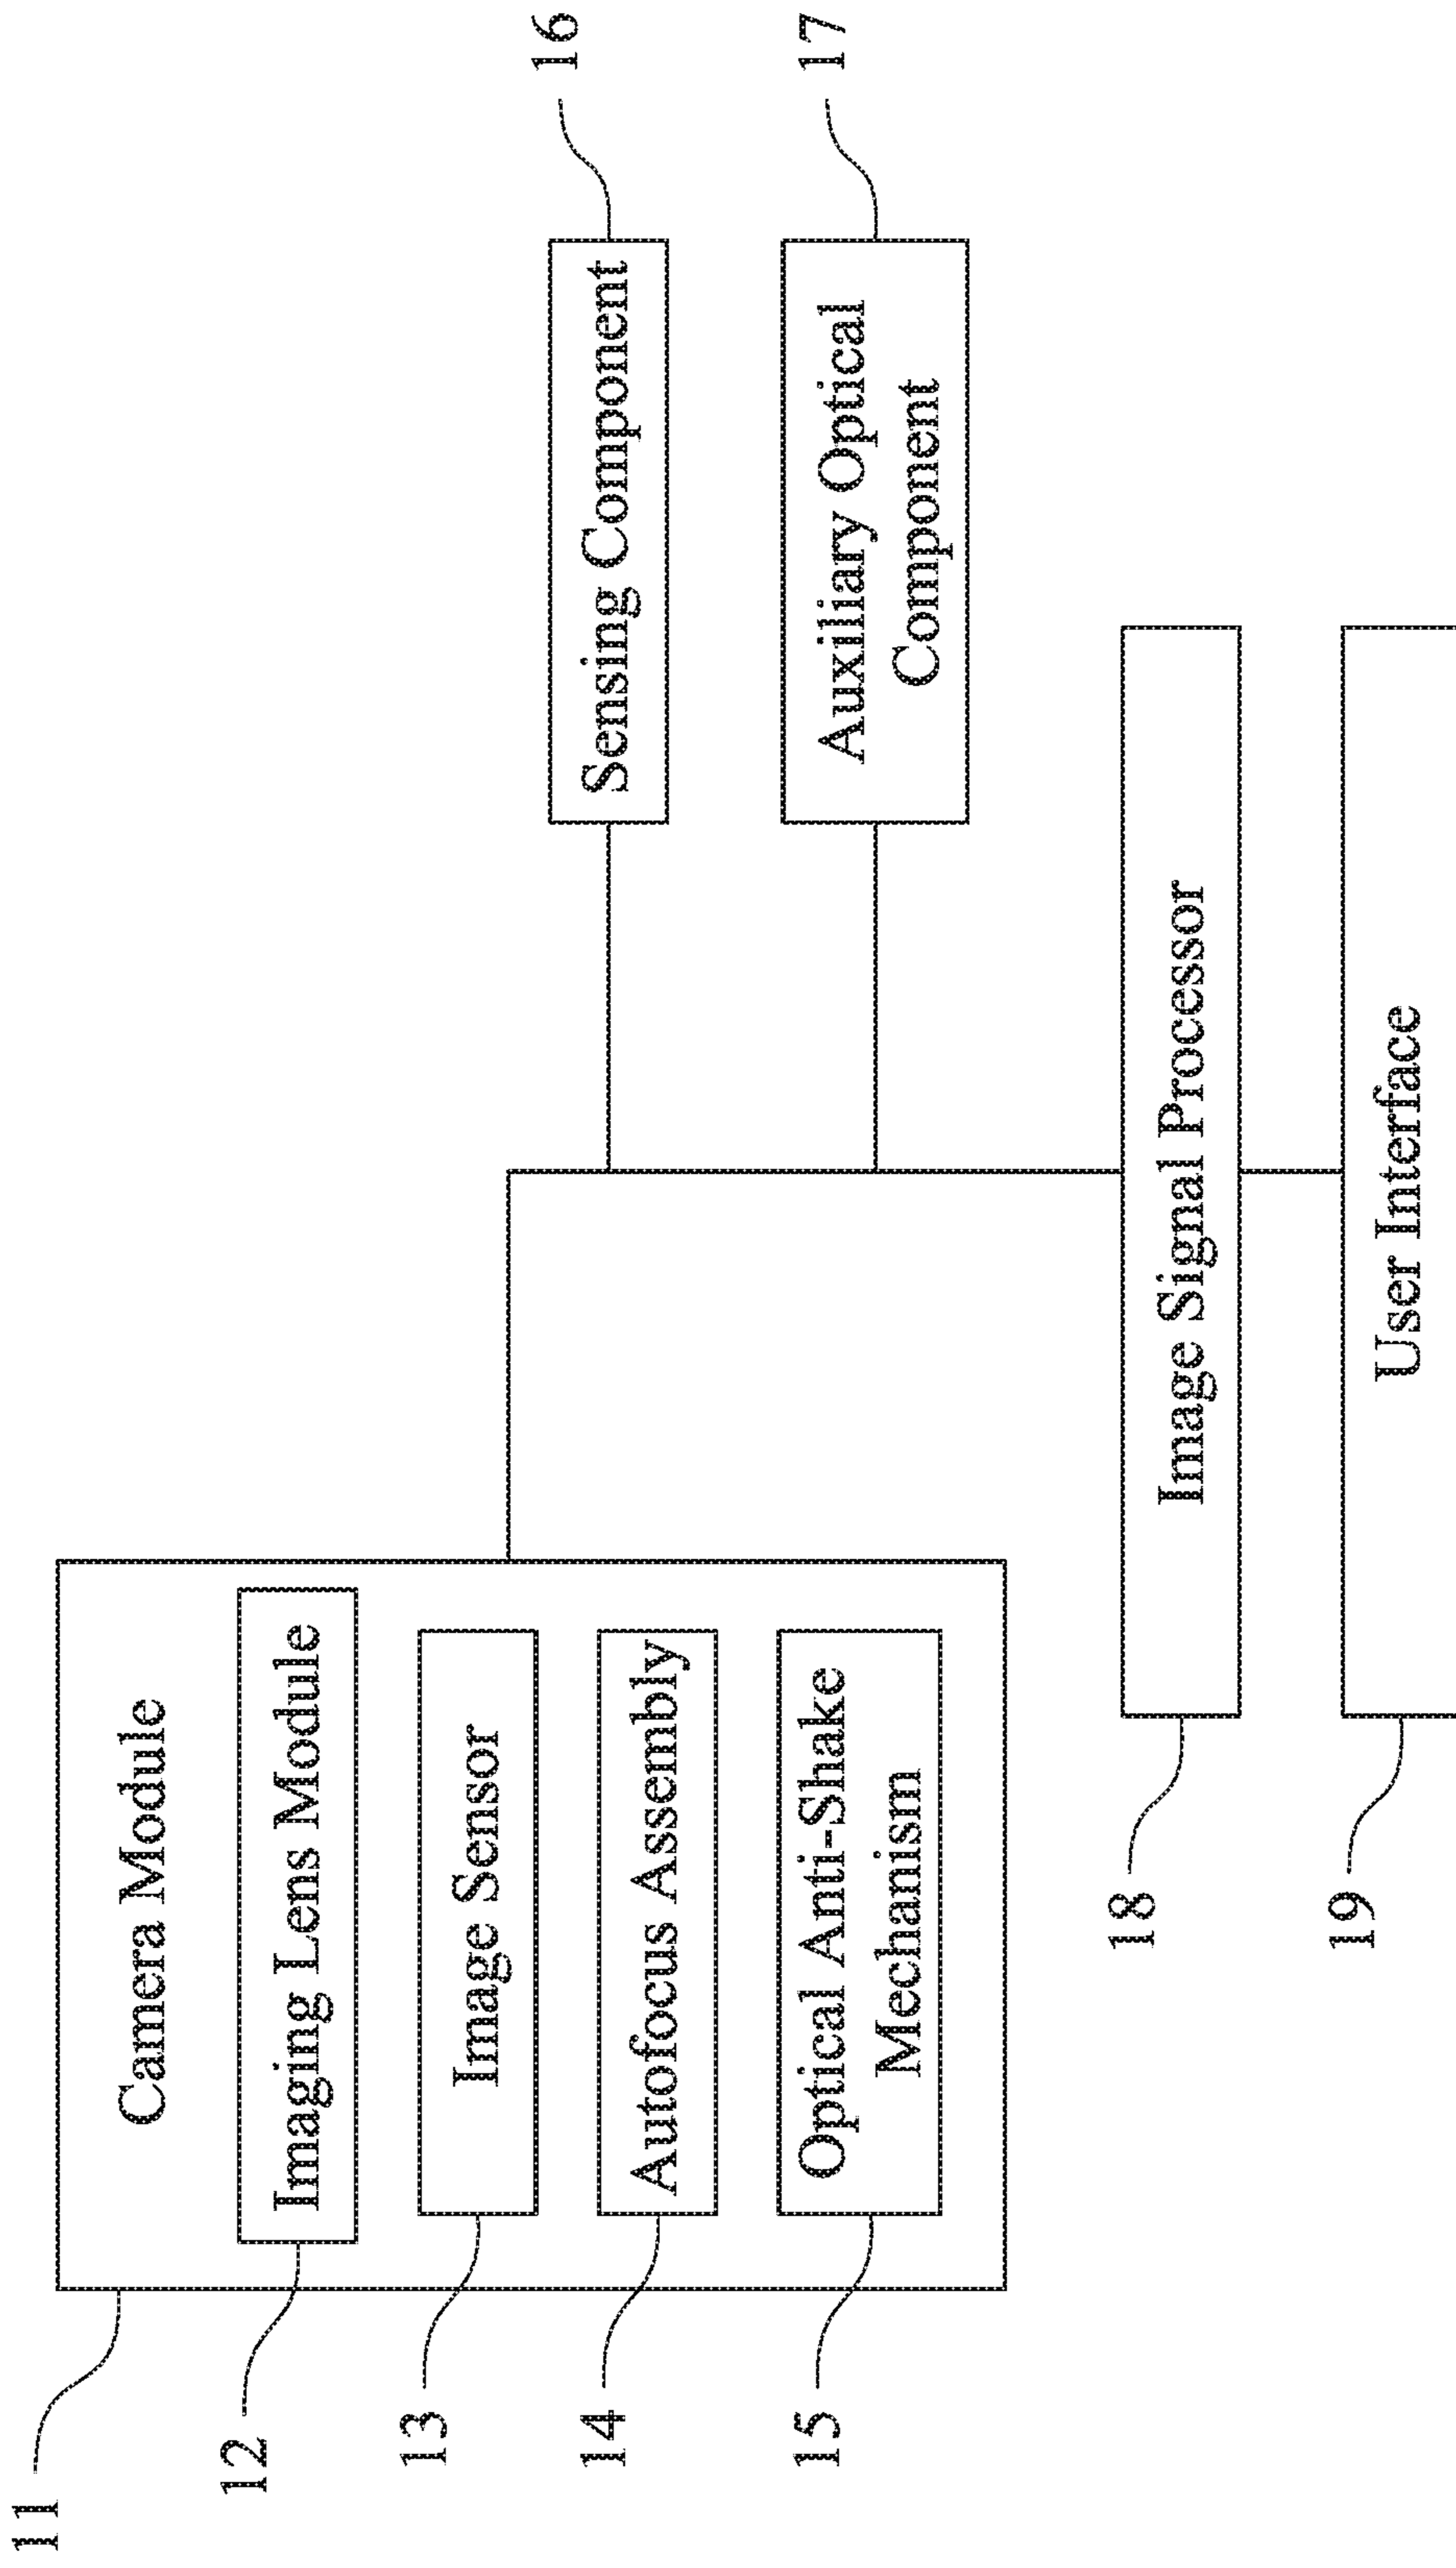 11
Camera Module
12
Imaging Lens Module
13
Image Sensor
14
Autofocus Assembly
15
Optical Anti-Shake
Mechanism
16
Sensing Component
17
Auxiliary Optical
Component
18
Image Signal Processor
19
User Interface